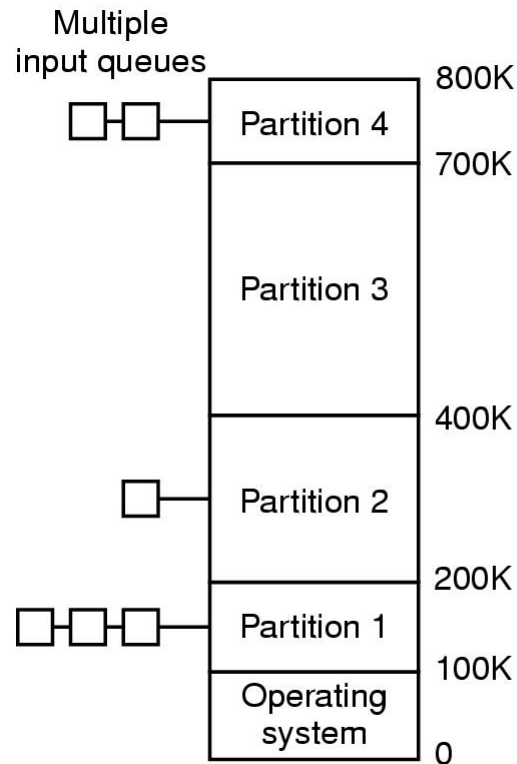 Multiple
input queues
800K
Partition 4
700K
Partition 3
400K
Partition 2
200K
Partition 1
100K
Operating
system
0